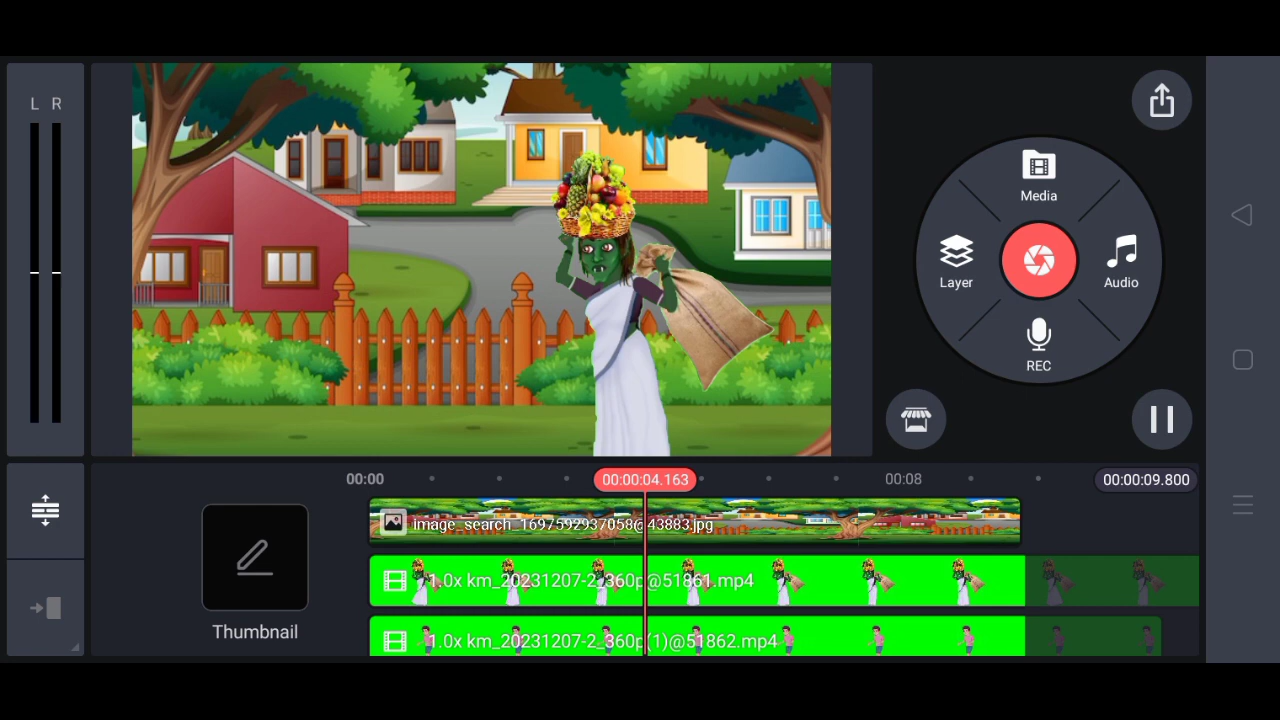 L R
Media
Layer
Audio
REC
00:00
00:00:04.163
00:08
00:00:09.800
image_search_1697592937058@43883.jpg
1.0x km_20231207-2_360p@51861.mp4
Thumbnail
1.0x km_20231207-2_360p(1)@51862.mp4